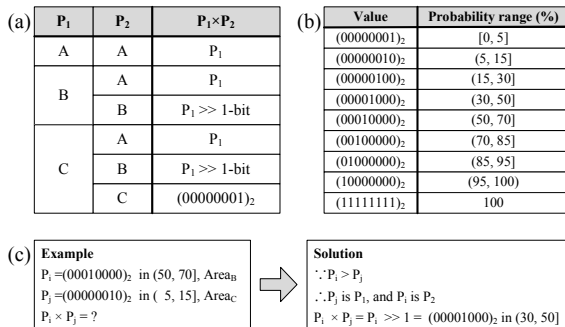 (a)
P₁ P₂ P₁×P₂
A A P₁
B A P₁
B P₁ >> 1-bit
C A P₁
B P₁ >> 1-bit
C (00000001)₂
(b)
Value Probability range (%)
(00000001)₂ [0, 5]
(00000010)₂ (5, 15]
(00000100)₂ (15, 30]
(00001000)₂ (30, 50]
(00010000)₂ (50, 70]
(00100000)₂ (70, 85]
(01000000)₂ (85, 95]
(10000000)₂ (95, 100)
(11111111)₂ 100
(c)
Example
Pᵢ =(00010000)₂ in (50, 70], Area_B
Pⱼ =(00000010)₂ in ( 5, 15], Area_C
Pᵢ × Pⱼ = ?
Solution
∵Pᵢ > Pⱼ
∴Pⱼ is P₁, and Pᵢ is P₂
Pᵢ × Pⱼ = Pᵢ >> 1 = (00001000)₂ in (30, 50]